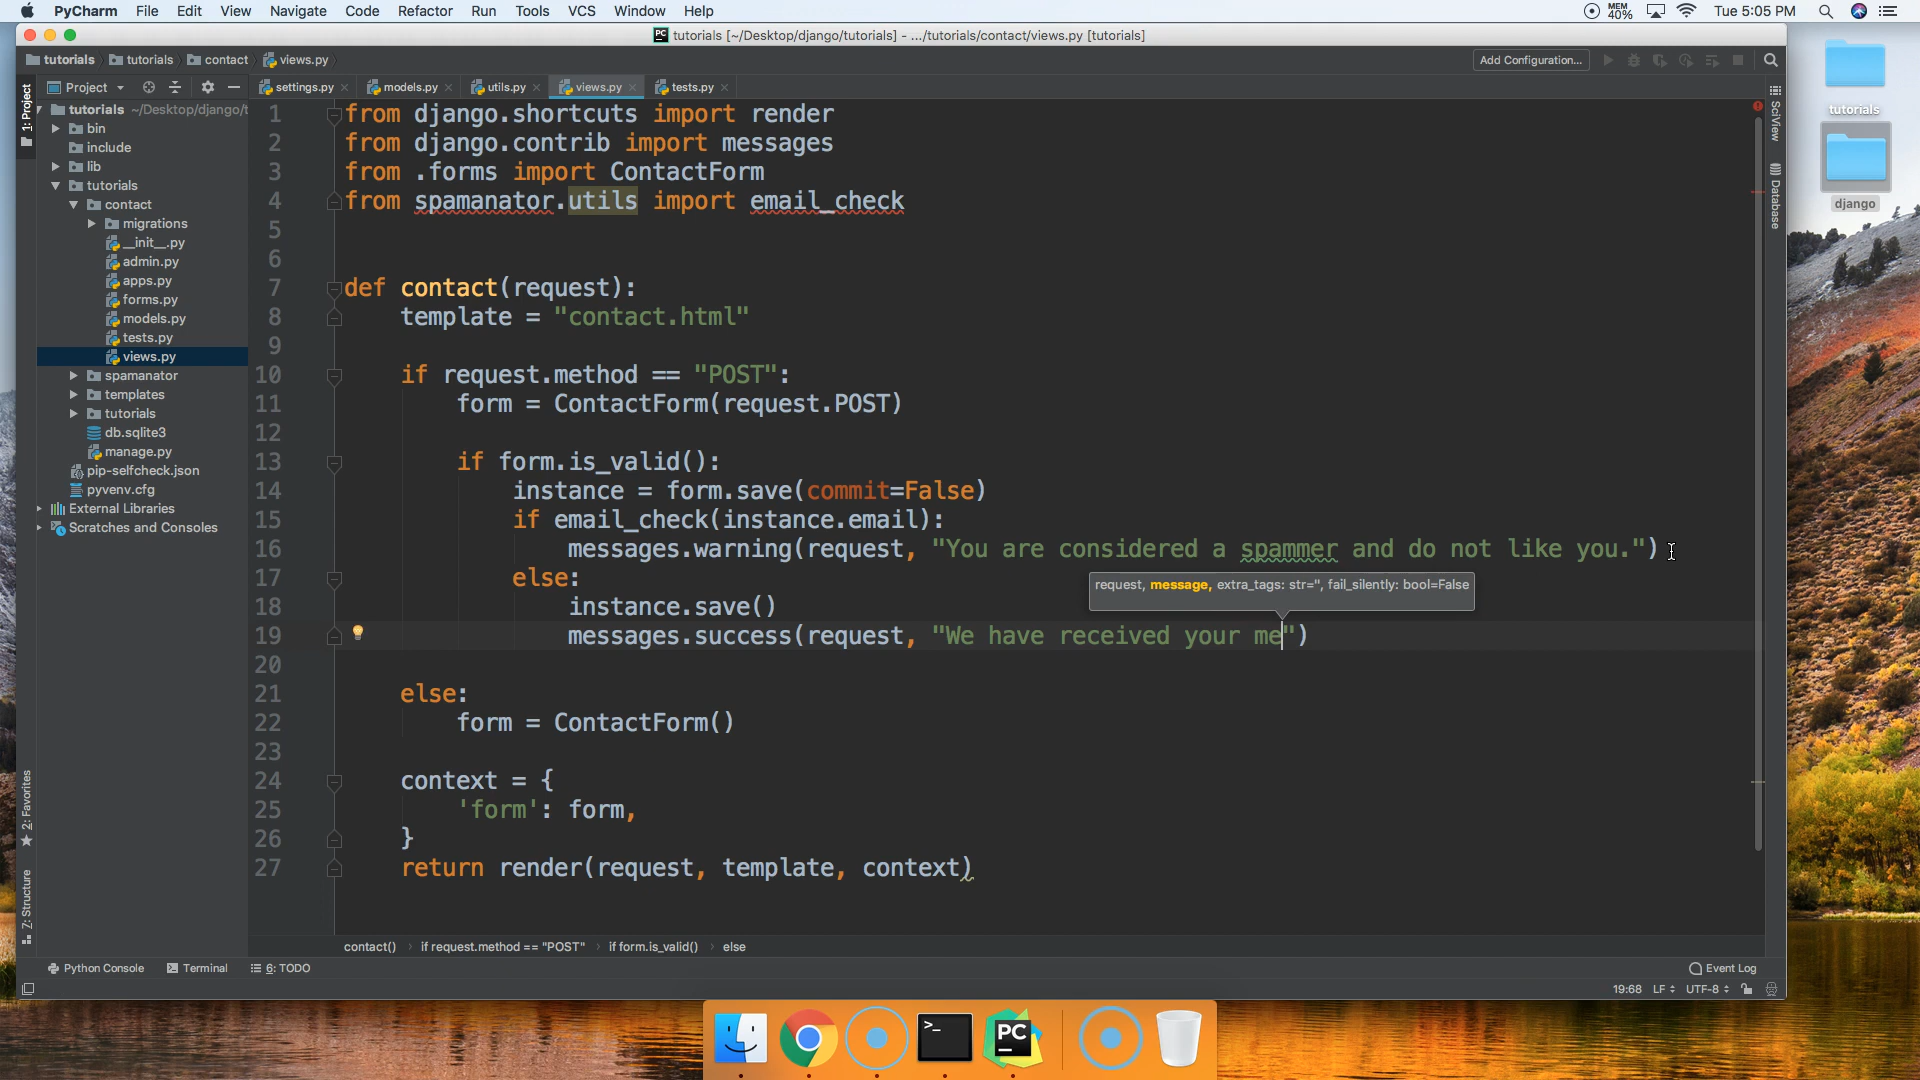 PyCharm File Edit View Navigate Code Refactor Run Tools VCS Window Help
MEM 40% Tue 5:05 PM
PC tutorials [~/Desktop/django/tutorials] - .../tutorials/contact/views.py [tutorials]
tutorials tutorials contact views.py
Add Configuration...
Project
settings.py models.py utils.py views.py tests.py
1: Project
tutorials ~/Desktop/django/t
bin
include
lib
tutorials
contact
migrations
__init__.py
admin.py
apps.py
forms.py
models.py
tests.py
views.py
spamanator
templates
tutorials
db.sqlite3
manage.py
pip-selfcheck.json
pyvenv.cfg
External Libraries
Scratches and Consoles
2: Favorites
7: Structure
1 from django.shortcuts import render
2 from django.contrib import messages
3 from .forms import ContactForm
4 from spamanator.utils import email_check
5
6
7 def contact(request):
8 template = "contact.html"
9
10 if request.method == "POST":
11 form = ContactForm(request.POST)
12
13 if form.is_valid():
14 instance = form.save(commit=False)
15 if email_check(instance.email):
16 messages.warning(request, "You are considered a spammer and do not like you.")
17 else:
request, message, extra_tags: str='', fail_silently: bool=False
18 instance.save()
19 messages.success(request, "We have received your me")
20
21 else:
22 form = ContactForm()
23
24 context = {
25 'form': form,
26 }
27 return render(request, template, context)
contact() if request.method == "POST" if form.is_valid() else
Python Console Terminal 6: TODO
Event Log
19:68 LF UTF-8
SciView
Database
tutorials
django
>_
PC